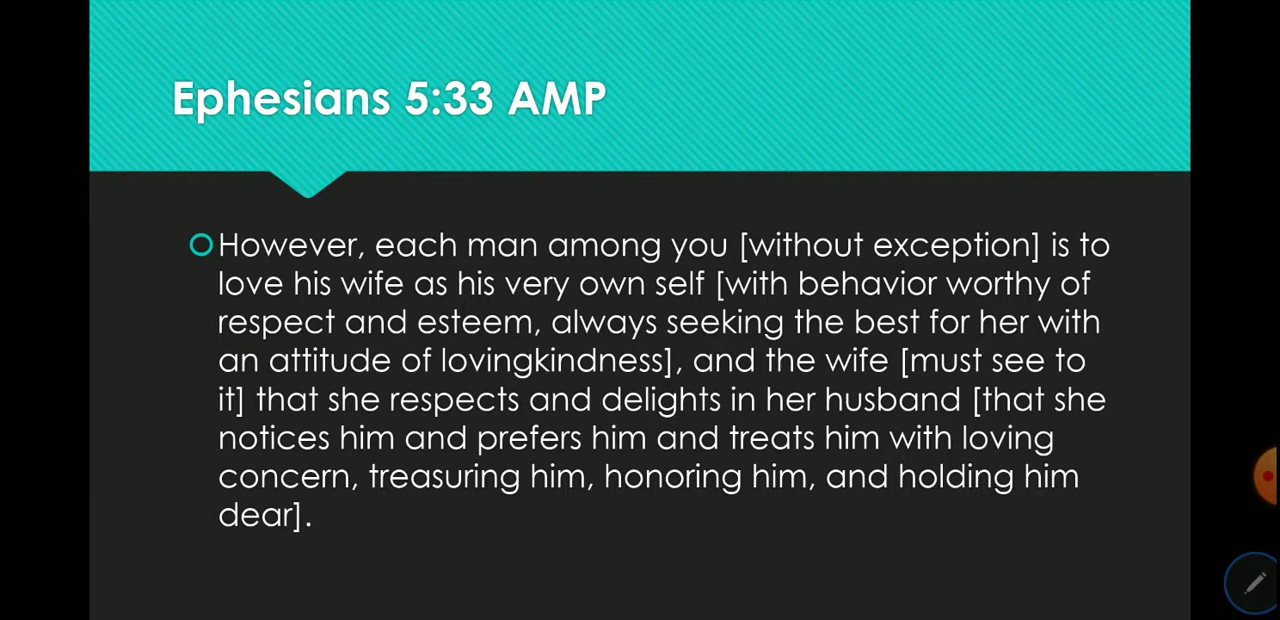 Ephesians 5:33 AMP
However, each man among you [without exception] is to
love his wife as his very own self [with behavior worthy of
respect and esteem, always seeking the best for her with
an attitude of lovingkindness], and the wife [must see to
it] that she respects and delights in her husband [that she
notices him and prefers him and treats him with loving
concern, treasuring him, honoring him, and holding him
dear].